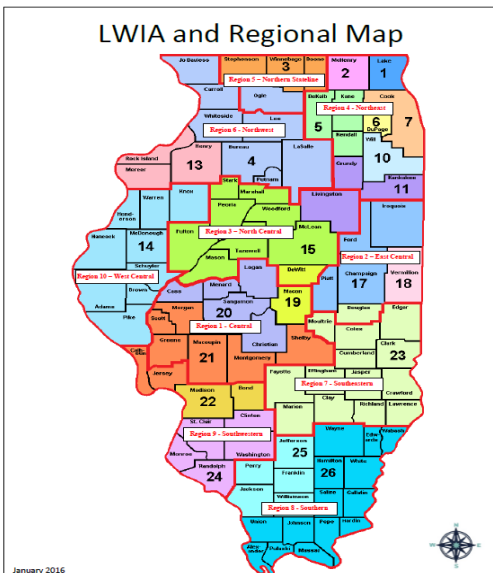 LWIA and Regional Map
Jo Daviess
Stephenson
Winnebago
Boone
McHenry
Lake
3
2
1
Region 5 – Northern Stateline
Carroll
Ogle
DeKalb
Kane
Cook
Region 4 - Northeast
Whiteside
Lee
5
6
7
DuPage
Region 6 - Northwest
Kendall
Will
10
Rock Island
Henry
Bureau
LaSalle
Mercer
13
4
Putnam
Grundy
Kankakee
11
Stark
Marshall
Livingston
Knox
Warren
Peoria
Woodford
Iroquois
Hender-
erson
McDonough
Hancock
14
Fulton
Region 3 – North Central
McLean
15
Ford
Schuyler
Mason
Tazewell
Region 2 – East Central
Region 10 – West Central
Logan
DeWitt
Champaign
Vermilion
17
18
Brown
Cass
Menard
Piatt
Adams
Macon
19
Pike
Morgan
Sangamon
20
Scott
Douglas
Edgar
Moultrie
Coles
Region 1 - Central
Christian
Shelby
Greene
Macoupin
21
Montgomery
Cumberland
Clark
23
Jersey
Fayette
Effingham
Jasper
Region 7 - Southeastern
Crawford
Madison
22
Bond
Clay
Richland
Lawrence
Clinton
Marion
St. Clair
Wayne
Wabash
Region 9 - Southwestern
Edw
ards
Jefferson
25
Washington
Monroe
Randolph
24
Perry
Hamilton
26
White
Franklin
Jackson
Williamson
Saline
Gallatin
Region 8 - Southern
Union
Johnson
Pope
Hardin
Alex
ander
Pulaski
Massac
N
W
E
S
January 2016